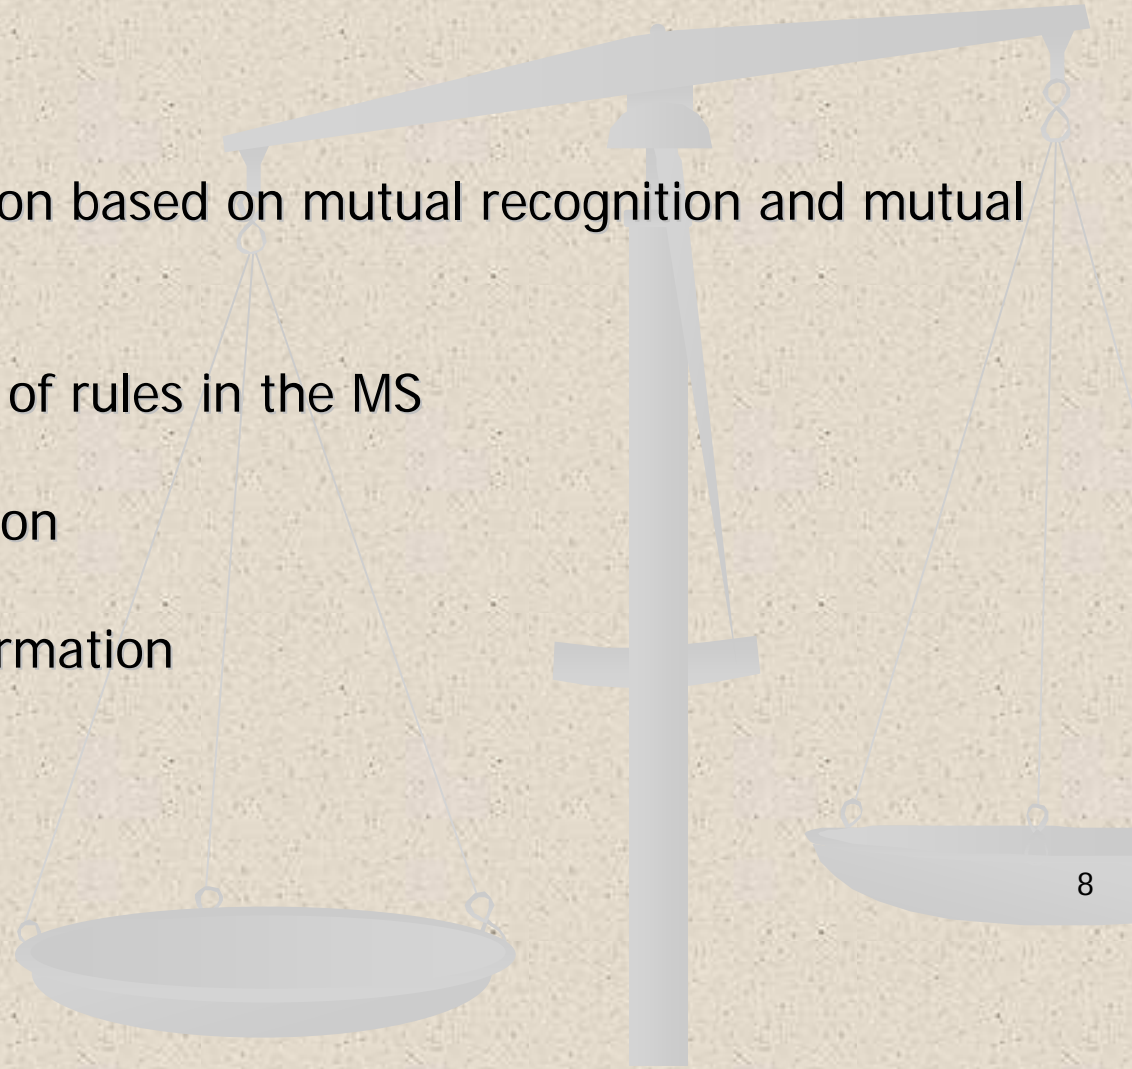 on based on mutual recognition and mutual
of rules in the MS
on
rmation
8